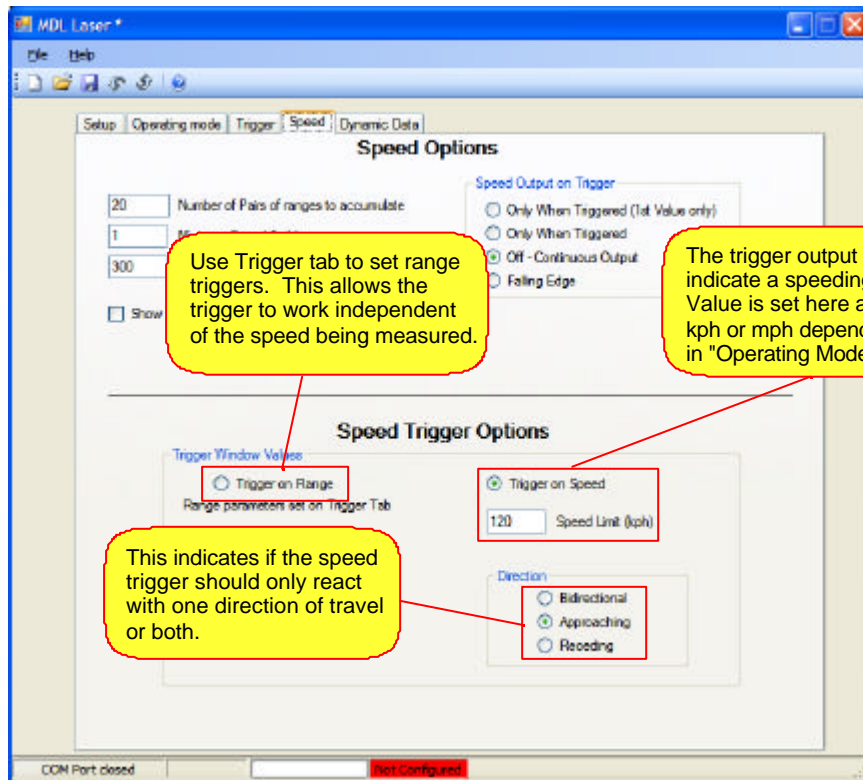 MDL Laser *
File Help
Setup Operating mode Trigger Speed Dynamic Data
Speed Options
20 Number of Pairs of ranges to accumulate
1
300
Show
Speed Output on Trigger
Only When Triggered (1st Value only)
Only When Triggered
Off - Continuous Output
Falling Edge
Use Trigger tab to set range
triggers. This allows the
trigger to work independent
of the speed being measured.
The trigger output
indicate a speeding
Value is set here a
kph or mph depend
in "Operating Mode
Speed Trigger Options
Trigger Window Values
Trigger on Range
Range parameters set on Trigger Tab
Trigger on Speed
120 Speed Limit (kph)
This indicates if the speed
trigger should only react
with one direction of travel
or both.
Direction
Bidirectional
Approaching
Receding
COM Port closed
Not Configured